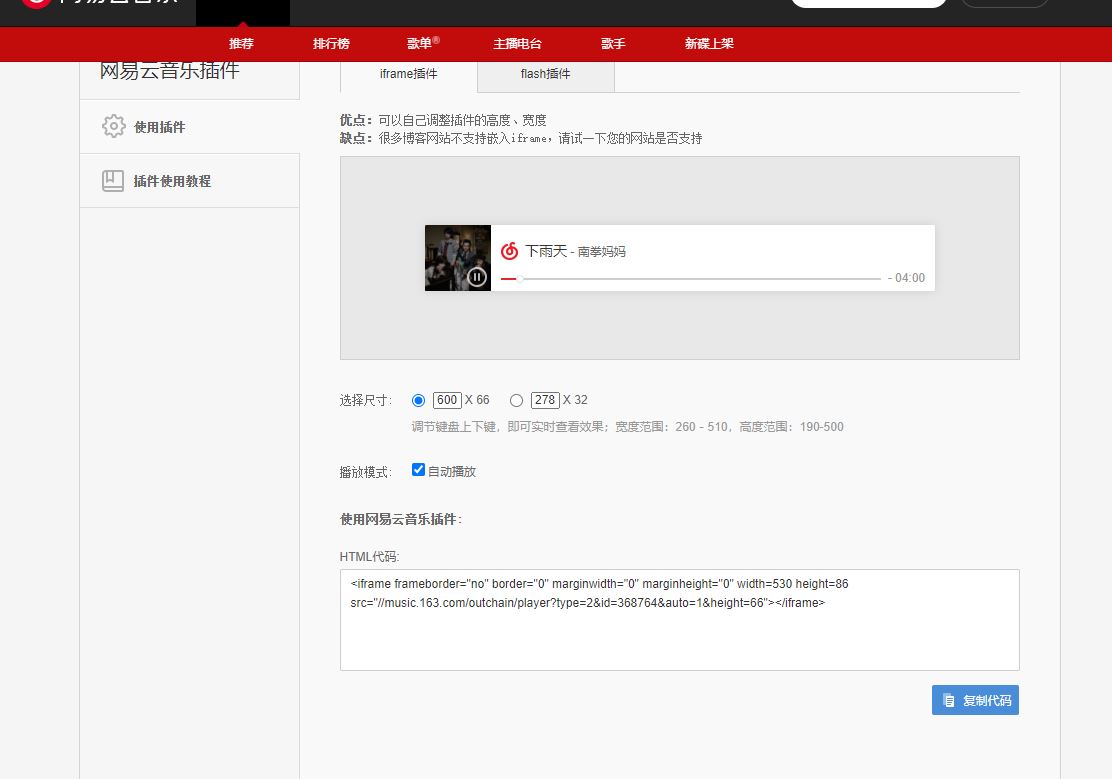 推荐
排行榜
歌单®
主播电台
歌手
新碟上架
网易云音乐插件
使用插件
插件使用教程
iframe插件
flash插件
优点：可以自己调整插件的高度、宽度
缺点：很多博客网站不支持嵌入iframe，请试一下您的网站是否支持
下雨天 - 南拳妈妈
- 04:00
选择尺寸：
600 X 66
278 X 32
调节键盘上下键，即可实时查看效果；宽度范围：260 - 510，高度范围：190-500
播放模式：
自动播放
使用网易云音乐插件：
HTML代码:
<iframe frameborder="no" border="0" marginwidth="0" marginheight="0" width=530 height=86
src="//music.163.com/outchain/player?type=2&id=368764&auto=1&height=66"></iframe>
复制代码